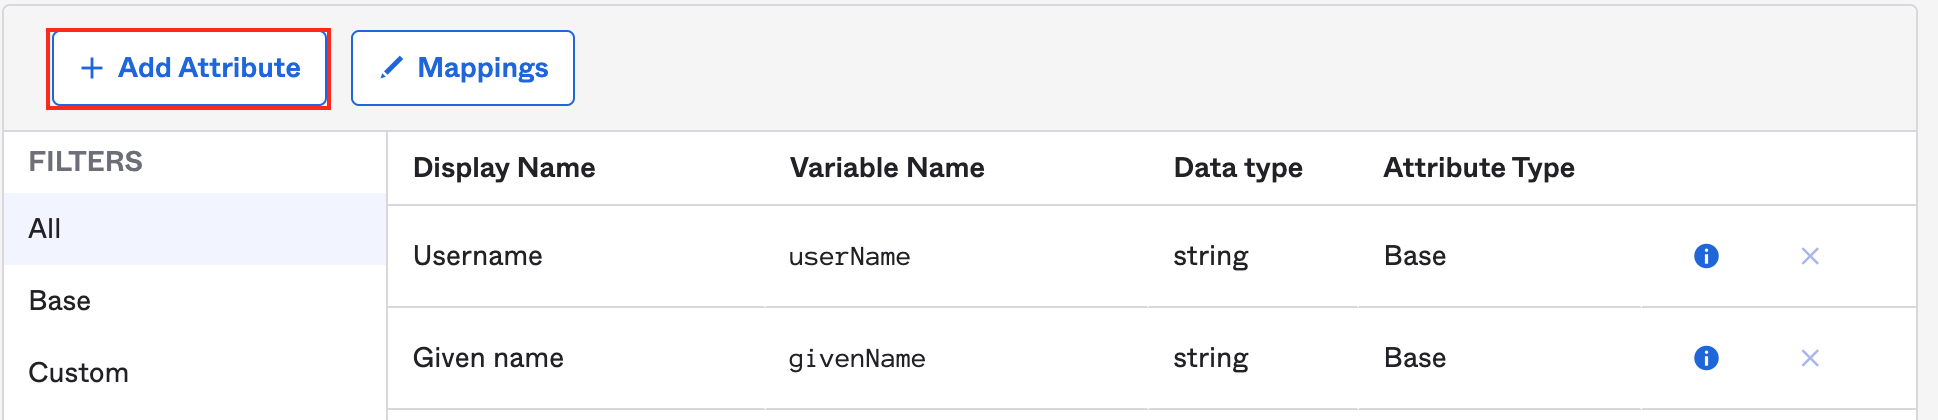 Add Attribute Mappings
FILTERS
All
Base
Custom
Display Name Variable Name Data type Attribute Type
Username userName string Base
Given name givenName string Base